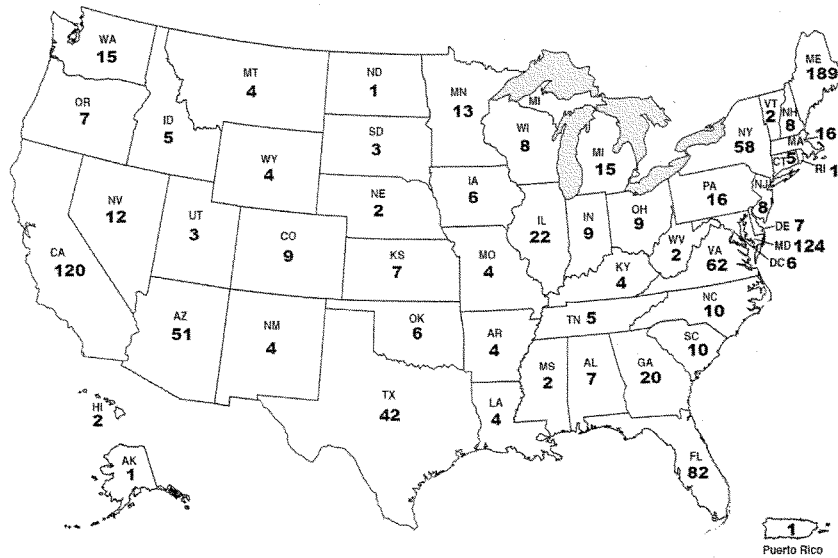 WA
15
OR
7
ID
5
MT
4
ND
1
MN
13
SD
3
WY
4
NE
2
IA
6
WI
8
MI
MI
15
NV
12
UT
3
CO
9
KS
7
CA
120
AZ
51
NM
4
OK
6
TX
42
MO
4
AR
4
LA
4
IL
22
IN
9
OH
9
KY
4
TN 5
MS
2
AL
7
GA
20
FL
82
SC
10
NC
10
VA
62
WV
2
PA
16
NY
58
VT
2
NH
8
ME
189
MA
16
CT
5
RI 1
NJ
8
DE 7
MD 124
DC 6
HI
2
AK
1
1
Puerto Rico